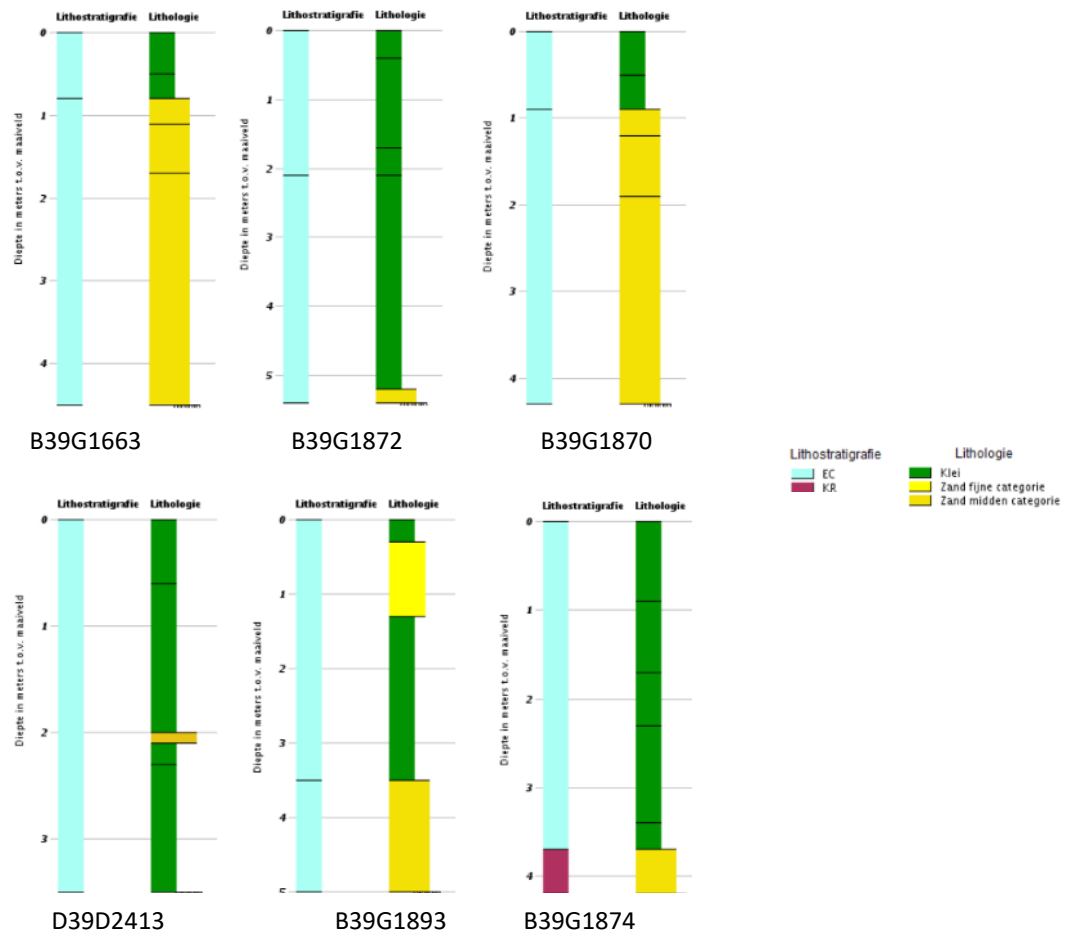 Lithostratigrafie Lithologie
Diepte in meters t.o.v. maaiveld
0
1
2
3
4
B39G1663
Lithostratigrafie Lithologie
Diepte in meters t.o.v. maaiveld
0
1
2
3
4
5
B39G1872
Lithostratigrafie Lithologie
Diepte in meters t.o.v. maaiveld
0
1
2
3
4
B39G1870
Lithostratigrafie Lithologie
EC Klei
KR Zand fijne categorie
Zand midden categorie
Lithostratigrafie Lithologie
Diepte in meters t.o.v. maaiveld
0
1
2
3
D39D2413
Lithostratigrafie Lithologie
Diepte in meters t.o.v. maaiveld
0
1
2
3
4
5
B39G1893
Lithostratigrafie Lithologie
Diepte in meters t.o.v. maaiveld
0
1
2
3
4
B39G1874